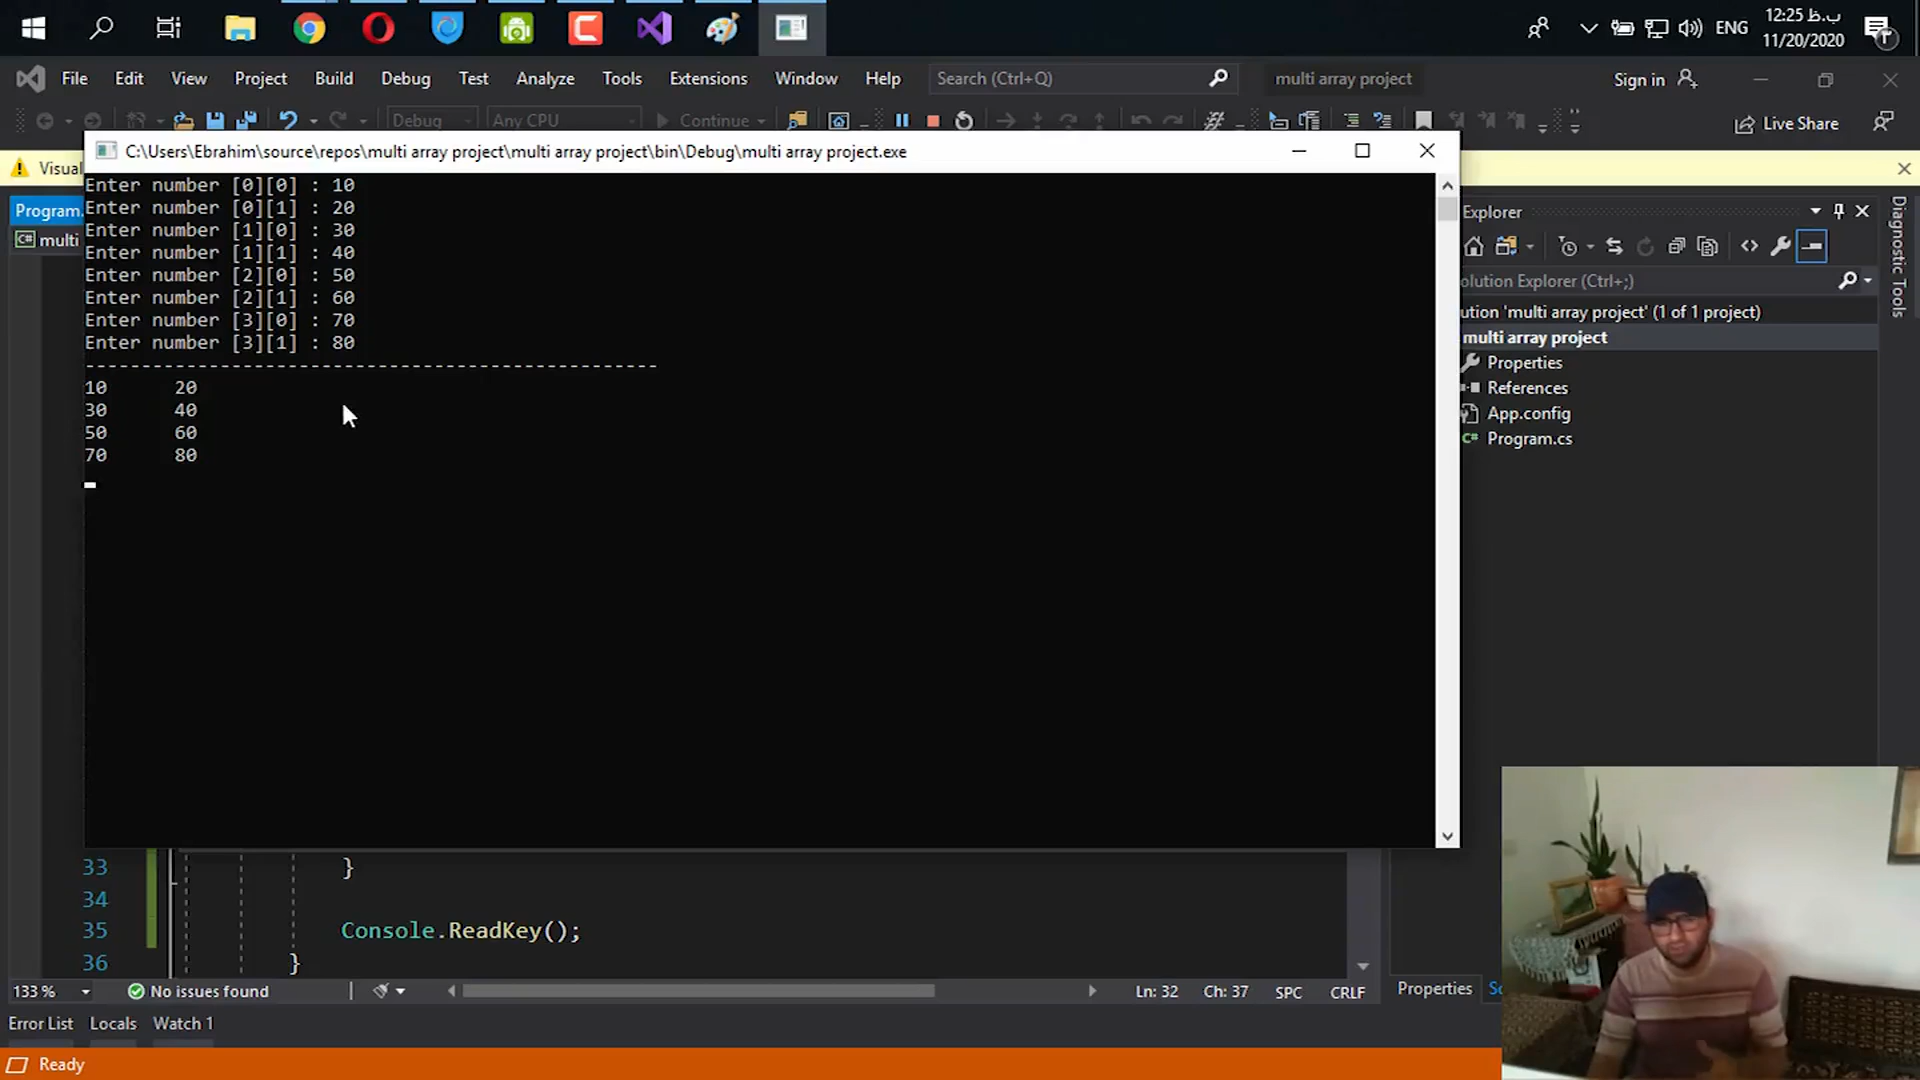 ENG
12:25 ب.ظ
11/20/2020
File Edit View Project Build Debug Test Analyze Tools Extensions Window Help Search (Ctrl+Q) multi array project Sign in
Debug Any CPU Continue Live Share
C:\Users\Ebrahim\source\repos\multi array project\multi array project\bin\Debug\multi array project.exe
Visual
Program.
multi
Enter number [0][0] : 10
Enter number [0][1] : 20
Enter number [1][0] : 30
Enter number [1][1] : 40
Enter number [2][0] : 50
Enter number [2][1] : 60
Enter number [3][0] : 70
Enter number [3][1] : 80
---------------------------------------------------
10 20
30 40
50 60
70 80
Explorer
olution Explorer (Ctrl+;)
ution 'multi array project' (1 of 1 project)
multi array project
Properties
References
App.config
C# Program.cs
Diagnostic Tools
33 }
34
35 Console.ReadKey();
36 }
133 % No issues found Ln: 32 Ch: 37 SPC CRLF
Properties
Error List Locals Watch 1
Ready